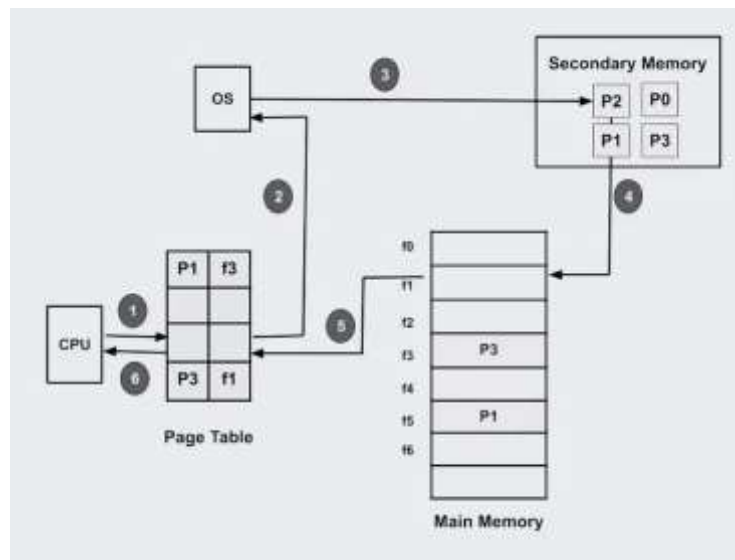 Secondary Memory
3
OS
P2 P0
P1 P3
2
4
f0
P1 f3
f1
1
5
f2
CPU
f3 P3
6
P3 f1
f4
f5 P1
Page Table
f6
Main Memory